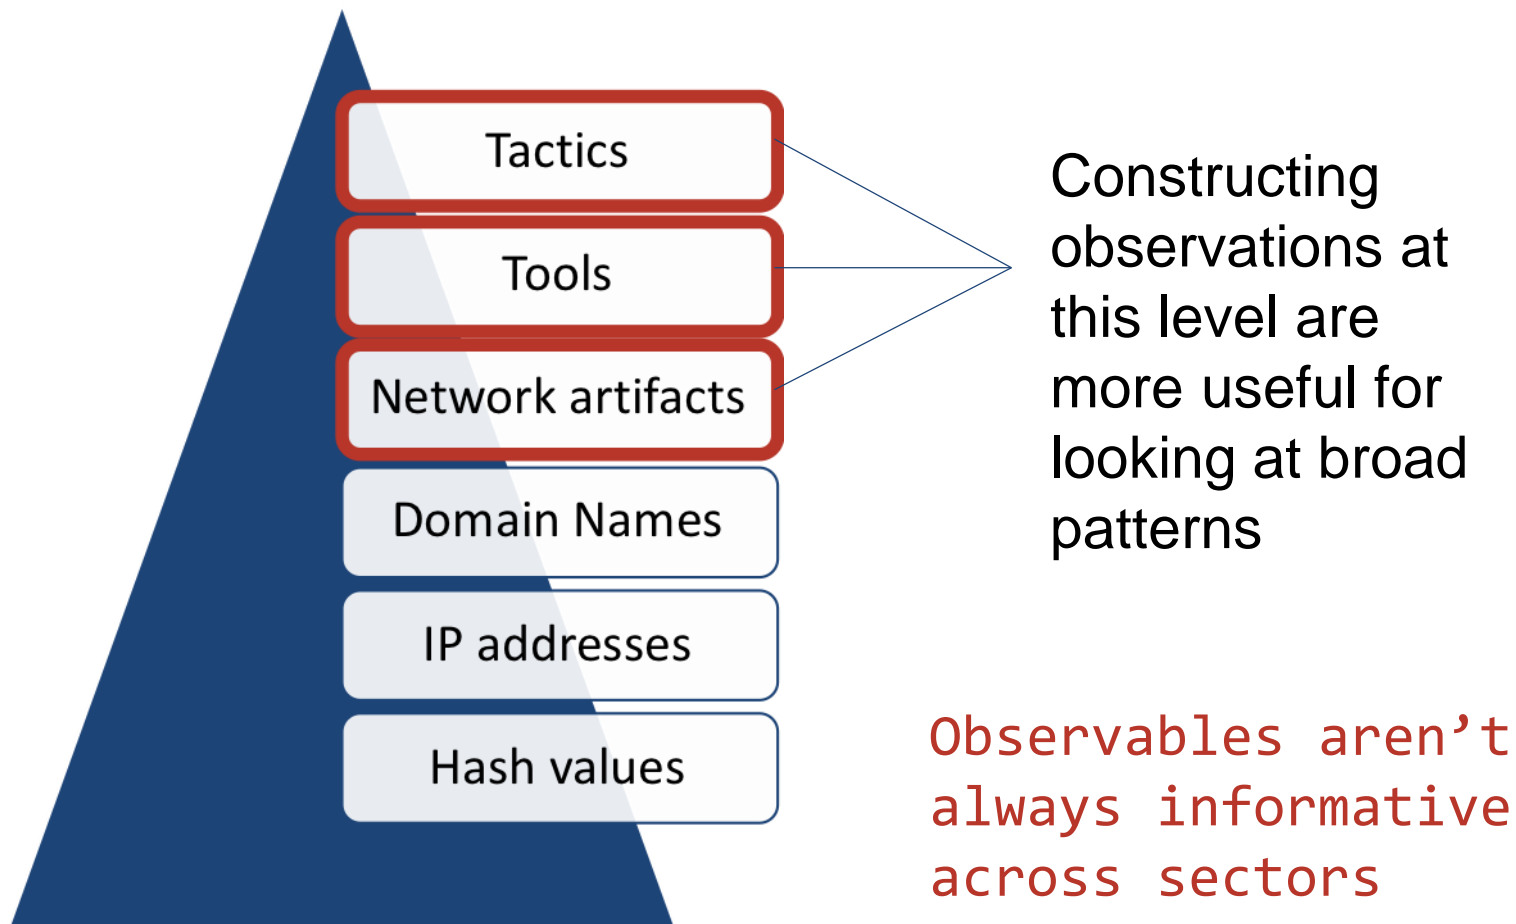 Tactics
Tools
Network artifacts
Domain Names
IP addresses
Hash values
Constructing
observations at
this level are
more useful for
looking at broad
patterns
Observables aren’t
always informative
across sectors